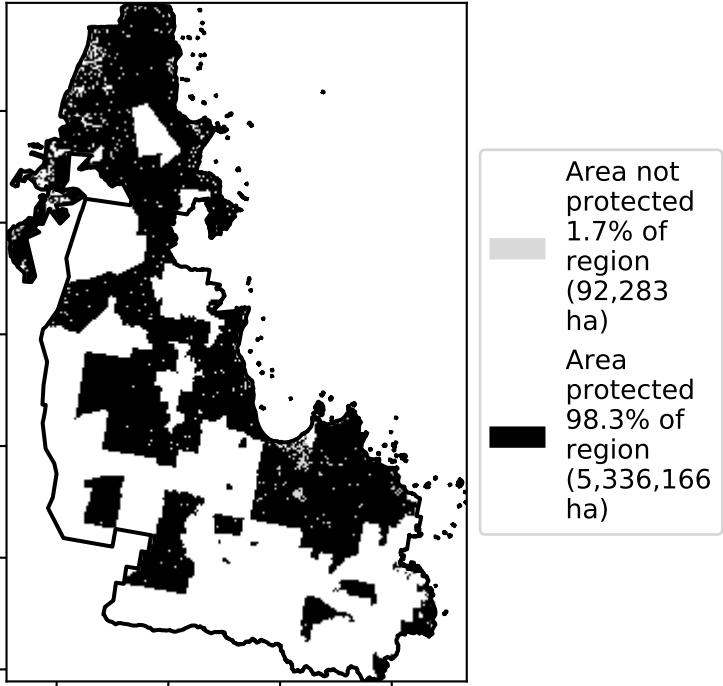 Area not
protected
1.7% of
region
(92,283
ha)
Area
protected
98.3% of
region
(5,336,166
ha)